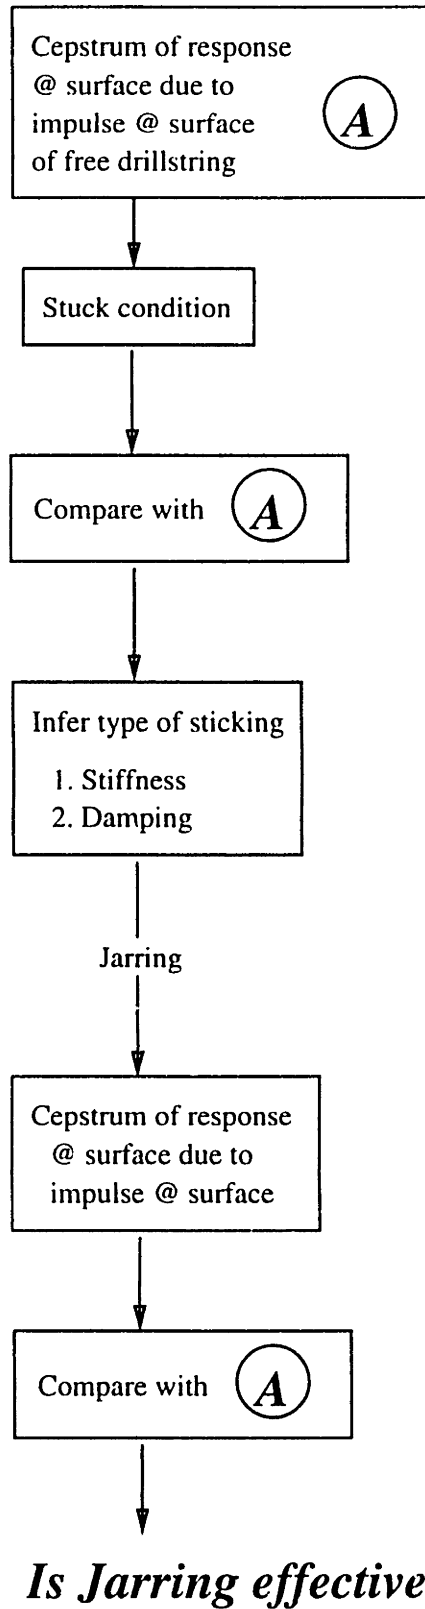 Cepstrum of response
@ surface due to
impulse @ surface
of free drillstring
A
Stuck condition
Compare with A
Infer type of sticking
1. Stiffness
2. Damping
Jarring
Cepstrum of response
@ surface due to
impulse @ surface
Compare with A
Is Jarring effective